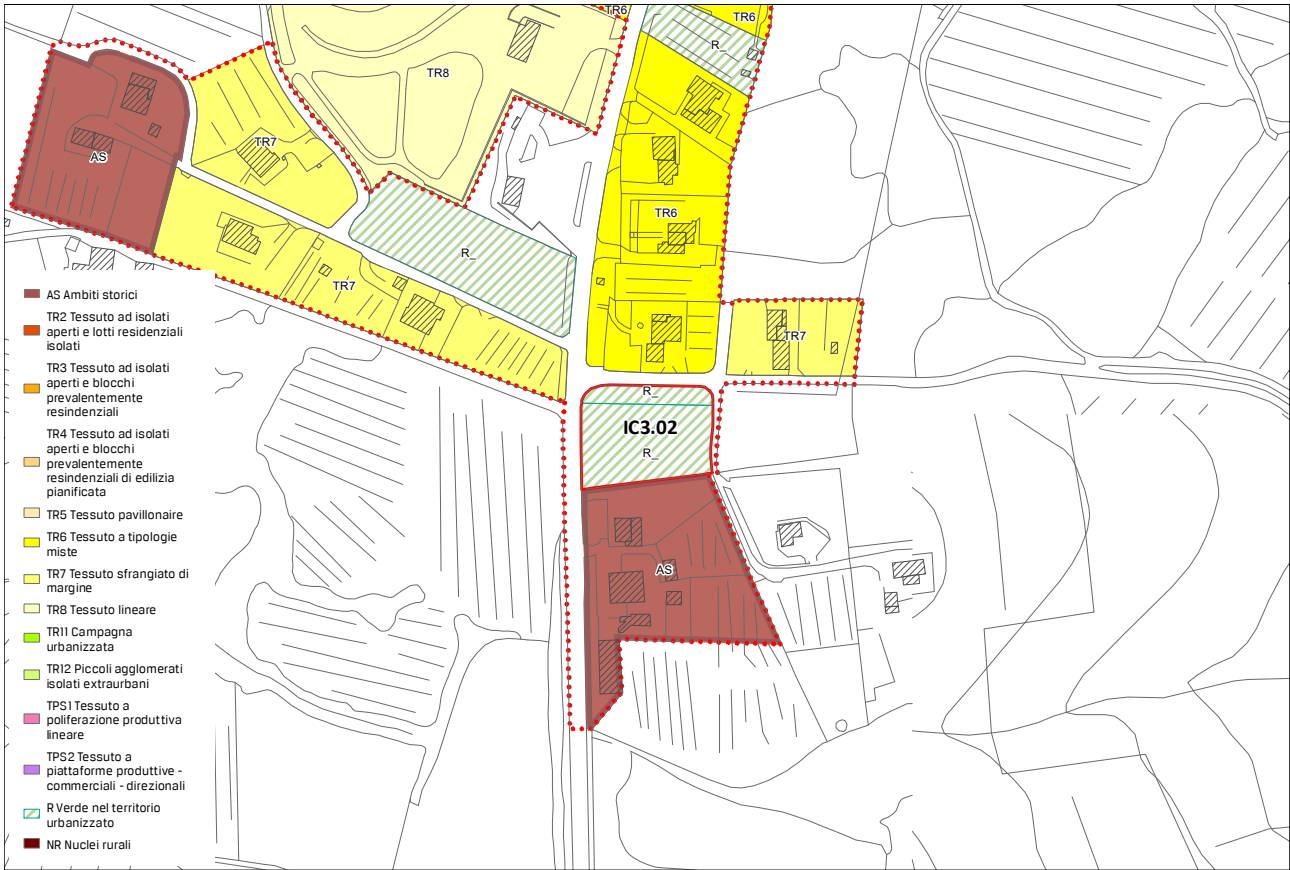 TR6
TR6
R_
TR8
TR7
AS
TR6
R_
TR7
TR7
R_
IC3.02
R_
AS
AS Ambiti storici
TR2 Tessuto ad isolati
aperti e lotti residenziali
isolati
TR3 Tessuto ad isolati
aperti e blocchi
prevalentemente
resindenziali
TR4 Tessuto ad isolati
aperti e blocchi
prevalentemente
resindenziali di edilizia
pianificata
TR5 Tessuto pavillonaire
TR6 Tessuto a tipologie
miste
TR7 Tessuto sfrangiato di
margine
TR8 Tessuto lineare
TR11 Campagna
urbanizzata
TR12 Piccoli agglomerati
isolati extraurbani
TPS1 Tessuto a
poliferazione produttiva
lineare
TPS2 Tessuto a
piattaforme produttive -
commerciali - direzionali
R Verde nel territorio
urbanizzato
NR Nuclei rurali